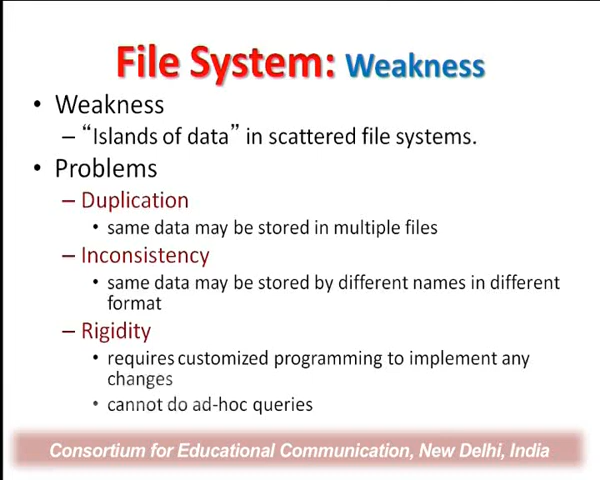 File System: Weakness
• Weakness
– “Islands of data” in scattered file systems.
• Problems
– Duplication
• same data may be stored in multiple files
– Inconsistency
• same data may be stored by different names in different
format
– Rigidity
• requires customized programming to implement any
changes
• cannot do ad-hoc queries
Consortium for Educational Communication, New Delhi, India